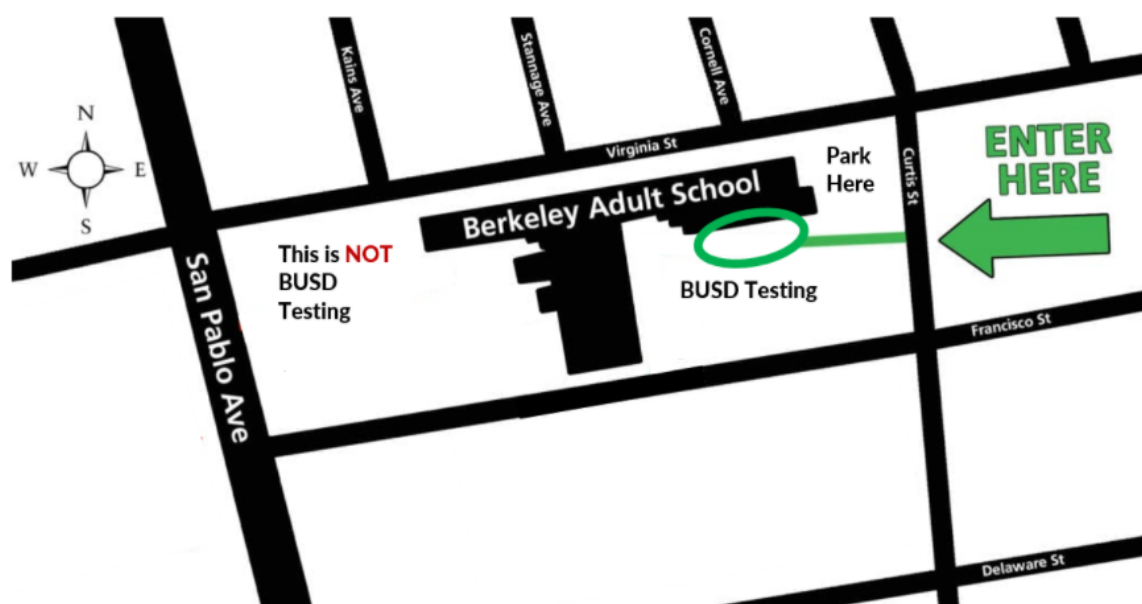 Kains Ave
Stannage Ave
Cornell Ave
N
W
E
S
Virginia St
Park
Here
Curtis St
ENTER
HERE
Berkeley Adult School
This is NOT
BUSD
Testing
BUSD Testing
San Pablo Ave
Francisco St
Delaware St